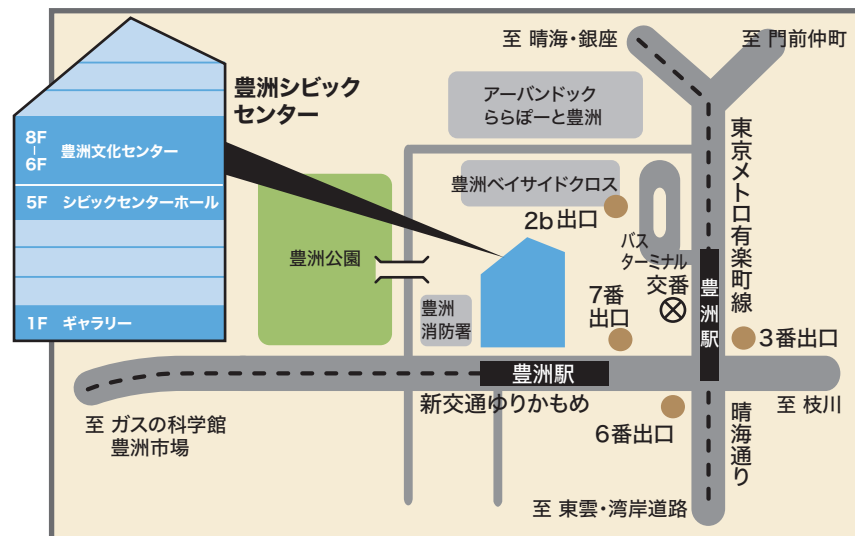 至 晴海・銀座
至 門前仲町
豊洲シビック
センター
アーバンドック
ららぽーと豊洲
8F
|
6F
豊洲文化センター
5F シビックセンターホール
1F ギャラリー
豊洲ベイサイドクロス
2b出口
東京メトロ有楽町線
バス
ターミナル
交番
豊洲公園
7番
出口
豊洲駅
豊洲
消防署
3番出口
豊洲駅
新交通ゆりかもめ
至 枝川
6番出口
晴海通り
至 ガスの科学館
豊洲市場
至 東雲・湾岸道路